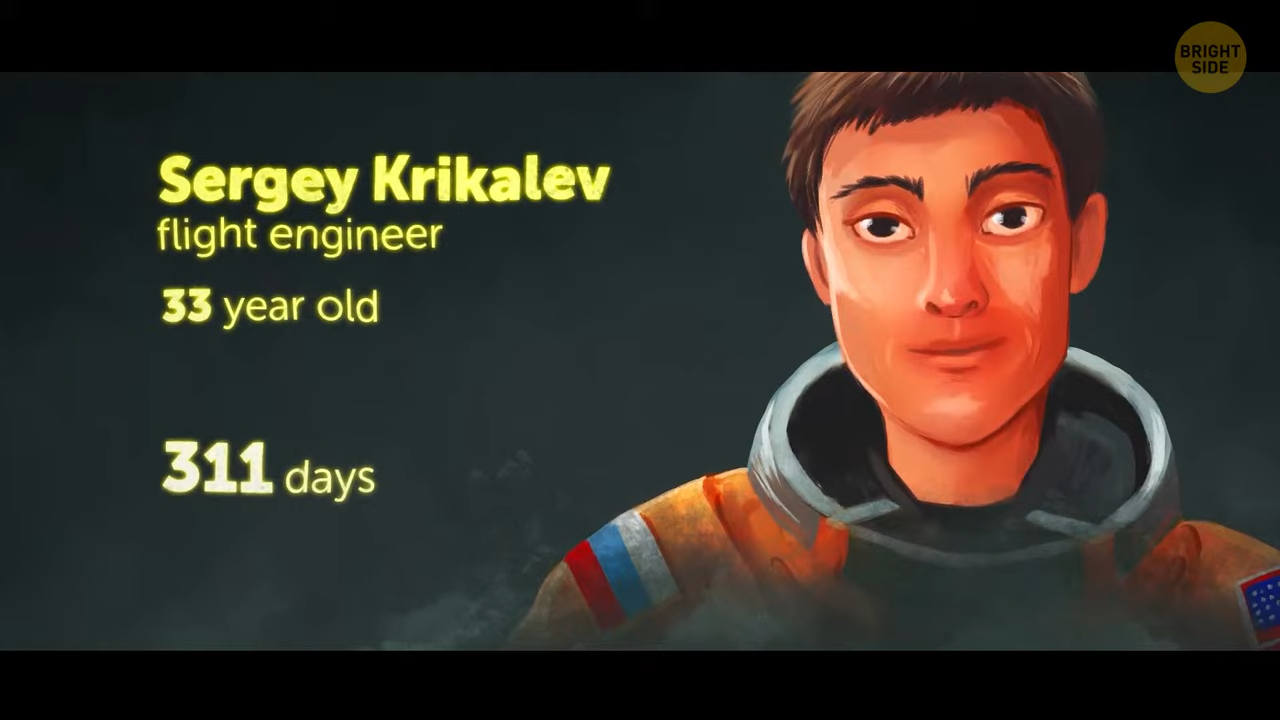 BRIGHT
SIDE
Sergey Krikalev
flight engineer
33 year old
311 days